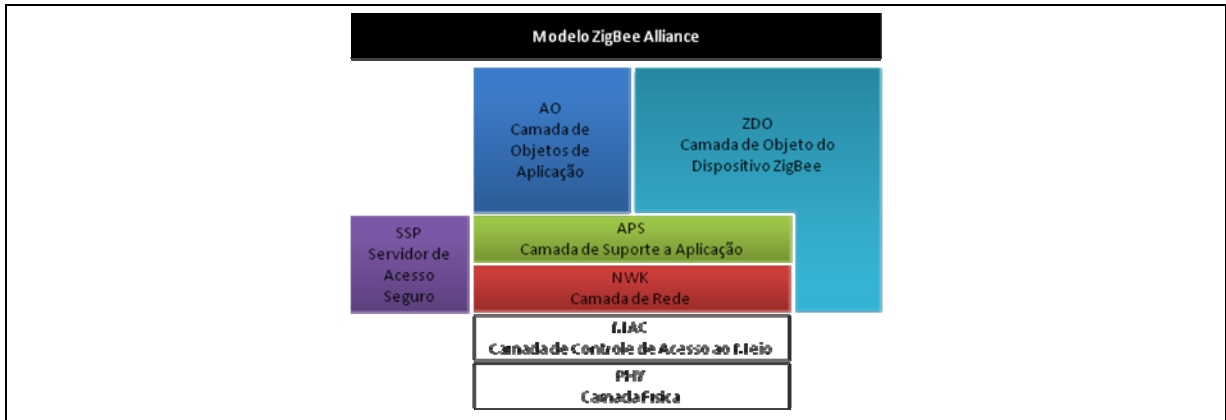 Modelo ZigBee Alliance
AO
Camada de
Objetos de
Aplicação
ZDO
Camada de Objeto do
Dispositivo ZigBee
SSP
Servidor de
Acesso
Seguro
APS
Camada de Suporte a Aplicação
NWK
Camada de Rede
MAC
Camada de Controle de Acesso ao Meio
PHY
Camada Física